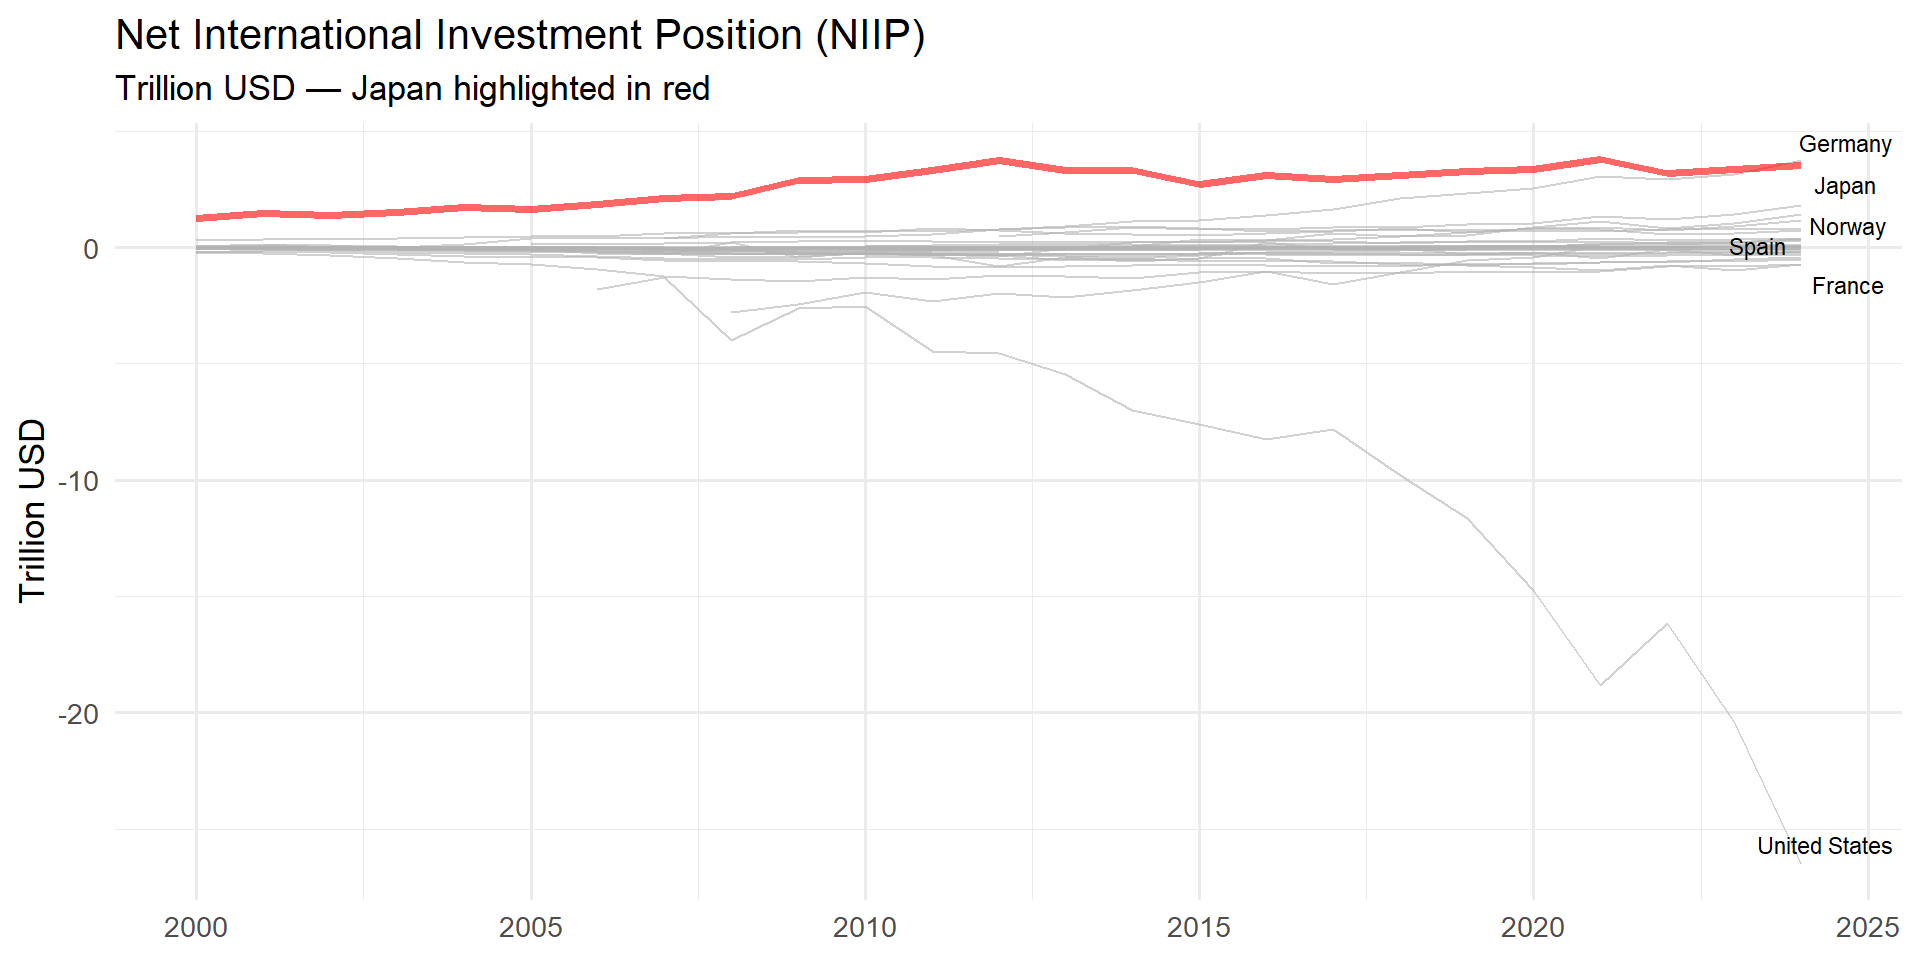 Net International Investment Position (NIIP)
Trillion USD — Japan highlighted in red
Trillion USD
0
-10
-20
Germany
Japan
Norway
Spain
France
United States
2000 2005 2010 2015 2020 2025